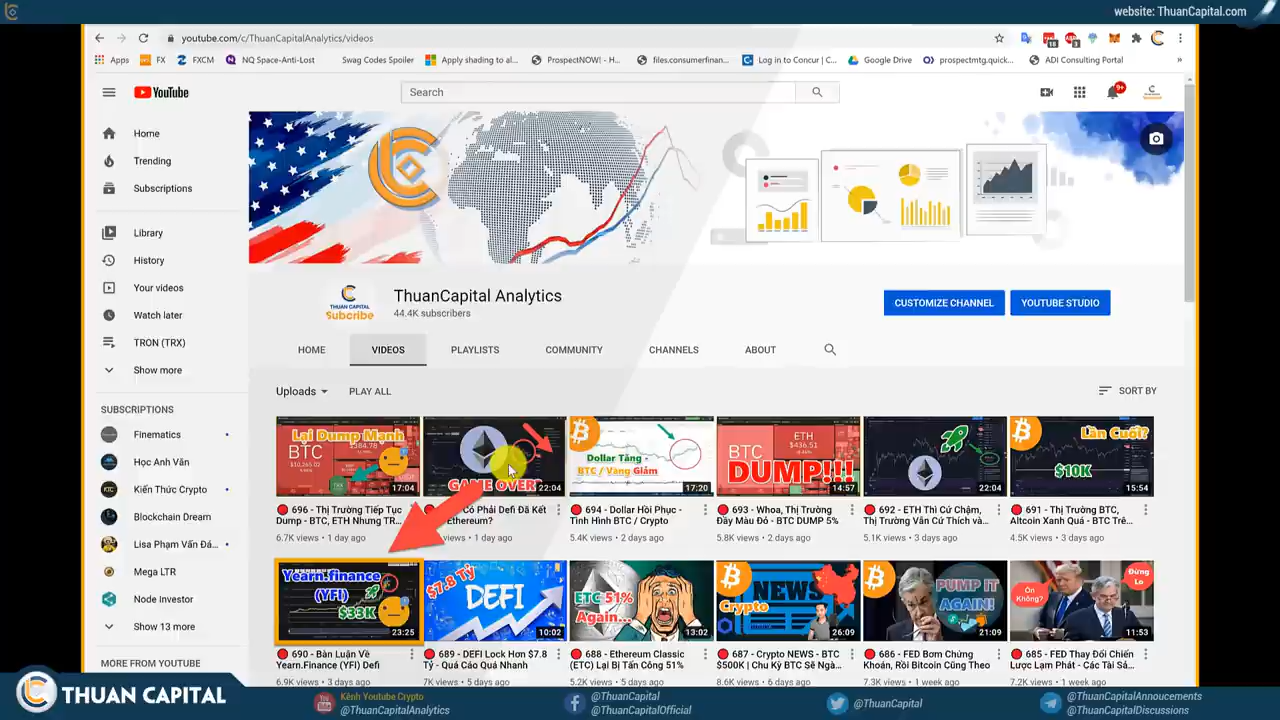 website: ThuanCapital.com
youtube.com/c/ThuanCapitalAnalytics/videos
Apps
FX
FXCM
NQ Space-Anti-Lost
Swag Codes Spoiler
Apply shading to al...
ProspectNOW! - H...
files.consumerfinan...
Log in to Concur | C...
Google Drive
prospectmtg.quick...
ADI Consulting Portal
YouTube
Search
9+
Home
Trending
Subscriptions
Library
History
Your videos
Watch later
TRON (TRX)
Show more
SUBSCRIPTIONS
Finematics
Học Anh Văn
Kiến Thức Crypto
Blockchain Dream
Lisa Phạm Vấn Đá...
Mega LTR
Node Investor
Show 13 more
MORE FROM YOUTUBE
THUAN CAPITAL
Subcribe
ThuanCapital Analytics
44.4K subscribers
CUSTOMIZE CHANNEL
YOUTUBE STUDIO
HOME
VIDEOS
PLAYLISTS
COMMUNITY
CHANNELS
ABOUT
Uploads
PLAY ALL
SORT BY
Lại Dump Mạnh
BTC
17:04
GAME OVER
22:04
Dollar Tăng
BTC / Vàng Giảm
17:20
BTC
ETH
$436.51
DUMP!!!
14:57
22:04
Lần Cuối?
$10K
15:54
696 - Thị Trường Tiếp Tục
Dump - BTC, ETH Nhưng TR...
6.7K views • 1 day ago
Có Phải Defi Đã Kết
Ethereum?
views • 1 day ago
694 - Dollar Hồi Phục -
Tình Hình BTC / Crypto
5.4K views • 2 days ago
693 - Whoa, Thị Trường
Đầy Màu Đỏ - BTC DUMP 5%
5.8K views • 2 days ago
692 - ETH Thì Cứ Chậm,
Thị Trường Vẫn Cứ Thích và...
5.1K views • 3 days ago
691 - Thị Trường BTC,
Altcoin Xanh Quá - BTC Trê...
4.5K views • 3 days ago
Yearn.finance
(YFI)
$33K
23:25
$7.8 Tỷ
DEFI
10:02
ETC 51%
Again...
13:02
NEWS
Crypto
26:09
PUMP IT
AGAIN!
21:09
Ổn
Không?
Đừng
Lo
11:53
690 - Bàn Luận Về
Yearn.Finance (YFI) Defi
6.9K views • 3 days ago
689 - DEFI Lock Hơn $7.8
Tỷ - Quá Cáo Quá Nhanh
7K views • 5 days ago
688 - Ethereum Classic
(ETC) Lại Bị Tấn Công 51%
5.2K views • 5 days ago
687 - Crypto NEWS | BTC
$500K | Chu Kỳ BTC Sẽ Ngà...
8.6K views • 6 days ago
686 - FED Bơm Chứng
Khoán, Rồi Bitcoin Cũng Theo
7.3K views • 1 week ago
685 - FED Thay Đổi Chiến
Lược Lạm Phát - Các Tài Sả...
7.2K views • 1 week ago
THUAN CAPITAL
Kênh Youtube Crypto
@ThuanCapitalAnalytics
@ThuanCapital
@ThuanCapitalOfficial
@ThuanCapital
@ThuanCapitalAnnoucements
@ThuanCapitalDiscussions